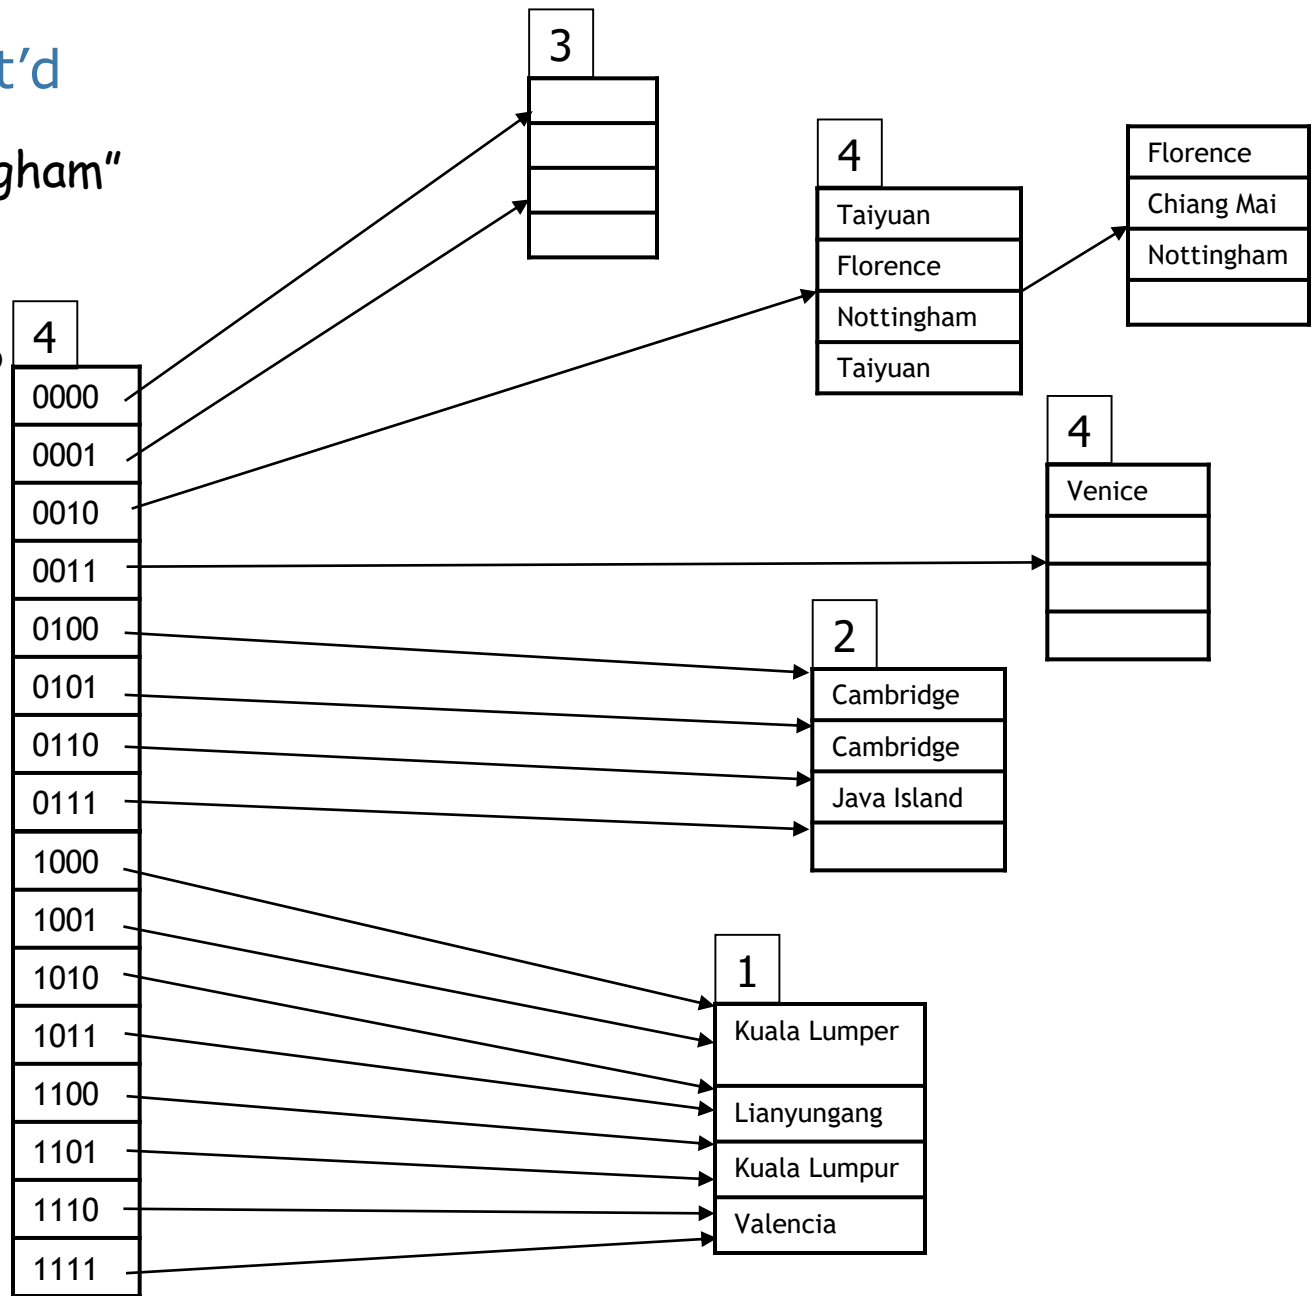 t’d
gham”
3
4
Taiyuan
Florence
Nottingham
Taiyuan
Florence
Chiang Mai
Nottingham
4
0000
0001
0010
0011
0100
0101
0110
0111
1000
1001
1010
1011
1100
1101
1110
1111
4
Venice
2
Cambridge
Cambridge
Java Island
1
Kuala Lumper
Lianyungang
Kuala Lumpur
Valencia